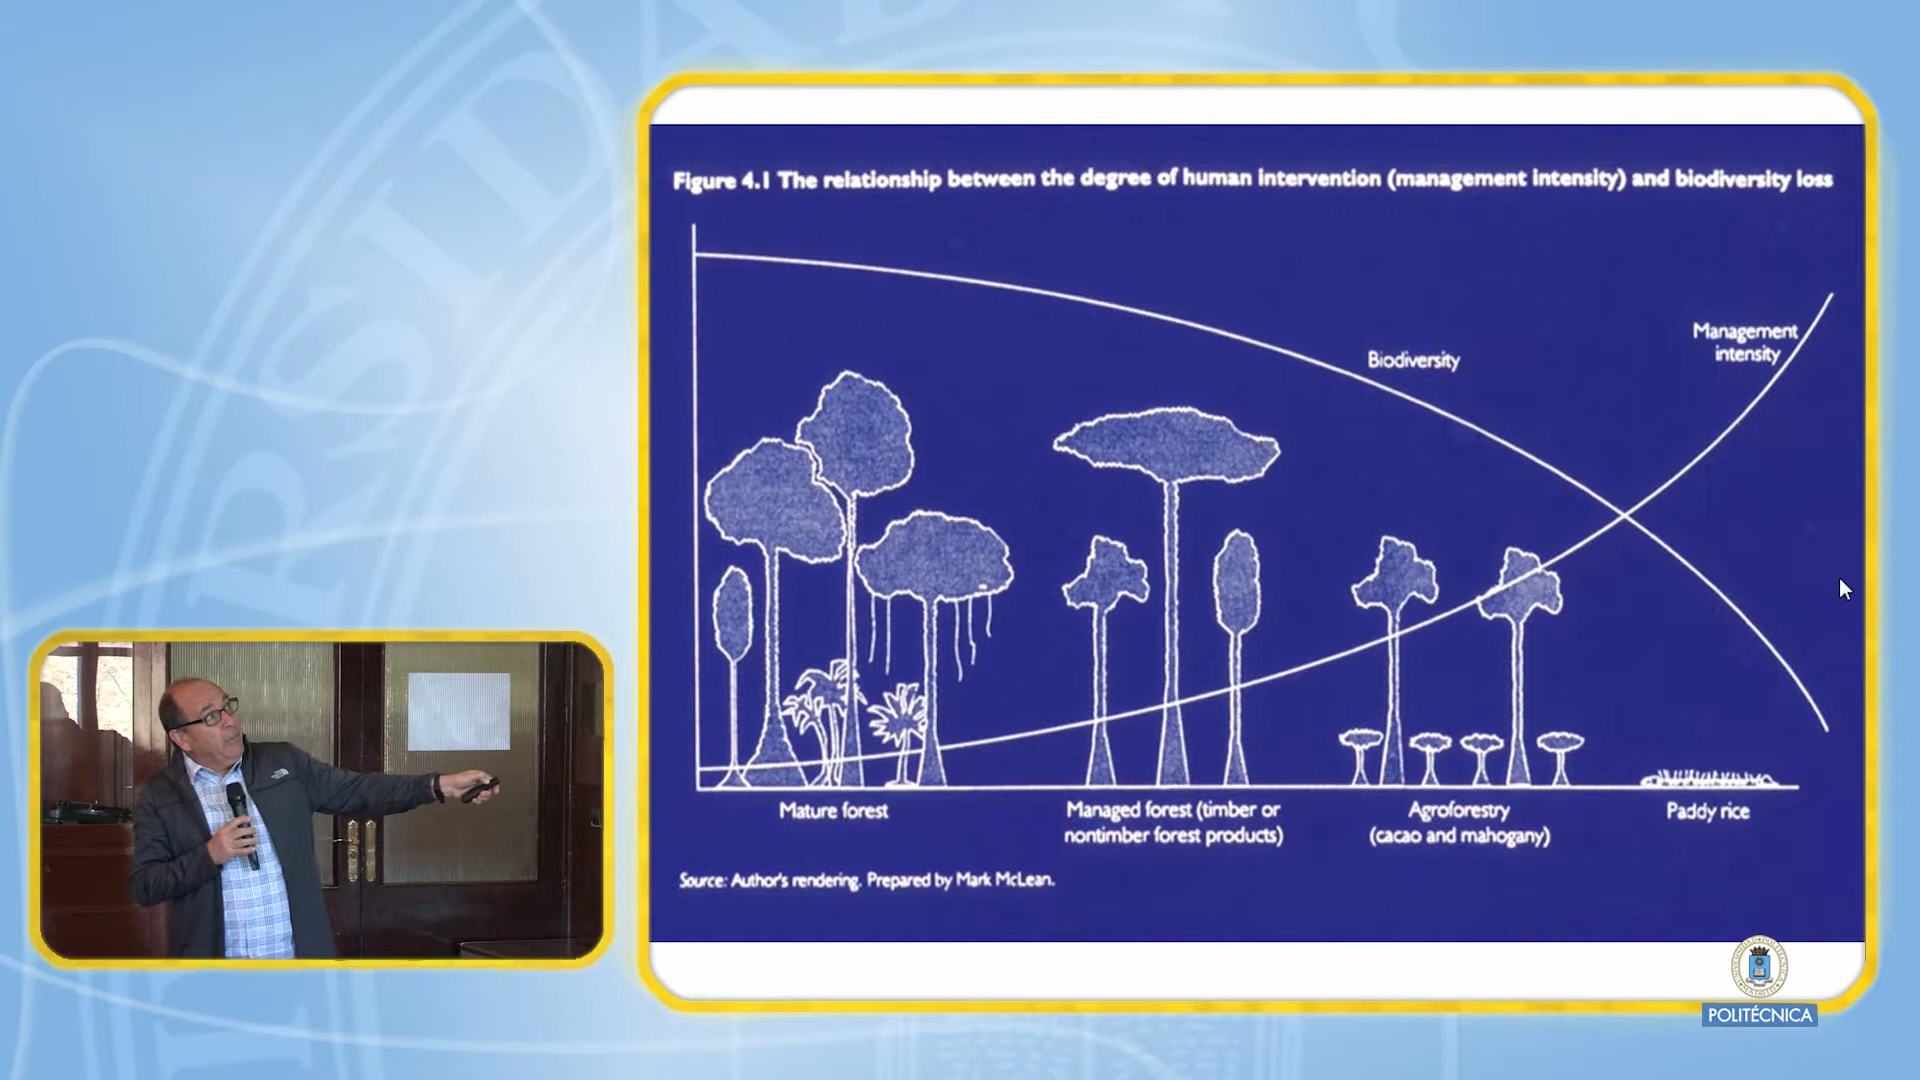 Figure 4.1 The relationship between the degree of human intervention (management intensity) and biodiversity loss
Management
intensity
Biodiversity
Mature forest
Managed forest (timber or
nontimber forest products)
Agroforestry
(cacao and mahogany)
Paddy rice
Source: Author's rendering. Prepared by Mark McLean.
POLITÉCNICA